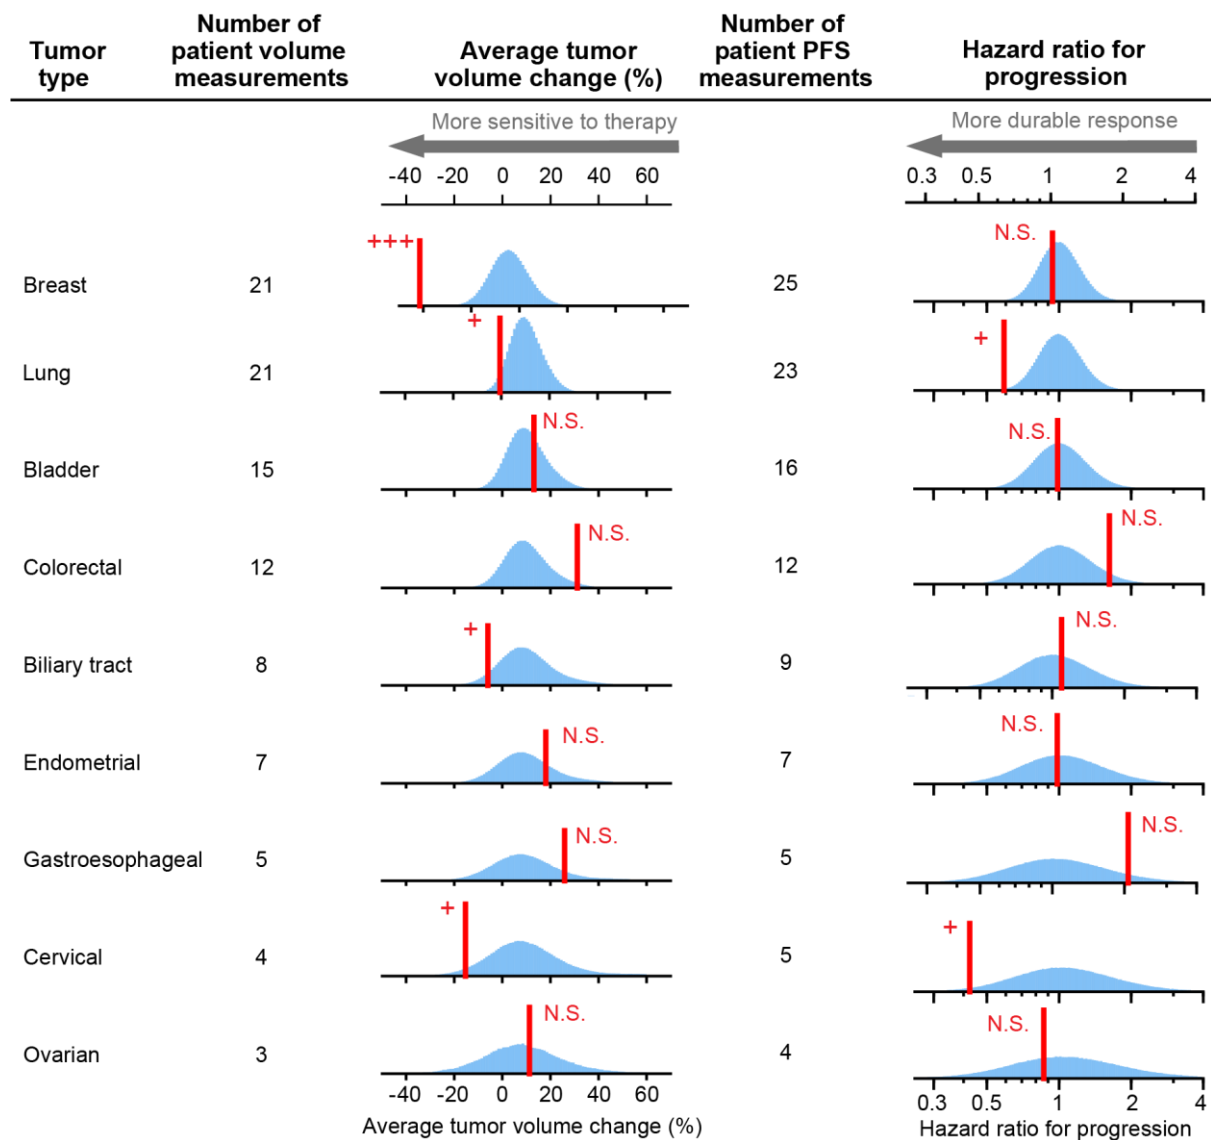 Tumor type
Number of patient volume measurements
Average tumor volume change (%)
Number of patient PFS measurements
Hazard ratio for progression
More sensitive to therapy
More durable response
-40 -20 0 20 40 60
0.3 0.5 1 2 4
Breast 21 +++ 25 N.S.
Lung 21 + 23 +
Bladder 15 N.S. 16 N.S.
Colorectal 12 N.S. 12 N.S.
Biliary tract 8 + 9 N.S.
Endometrial 7 N.S. 7 N.S.
Gastroesophageal 5 N.S. 5 N.S.
Cervical 4 + 5 +
Ovarian 3 N.S. 4 N.S.
-40 -20 0 20 40 60
0.3 0.5 1 2 4
Average tumor volume change (%)
Hazard ratio for progression